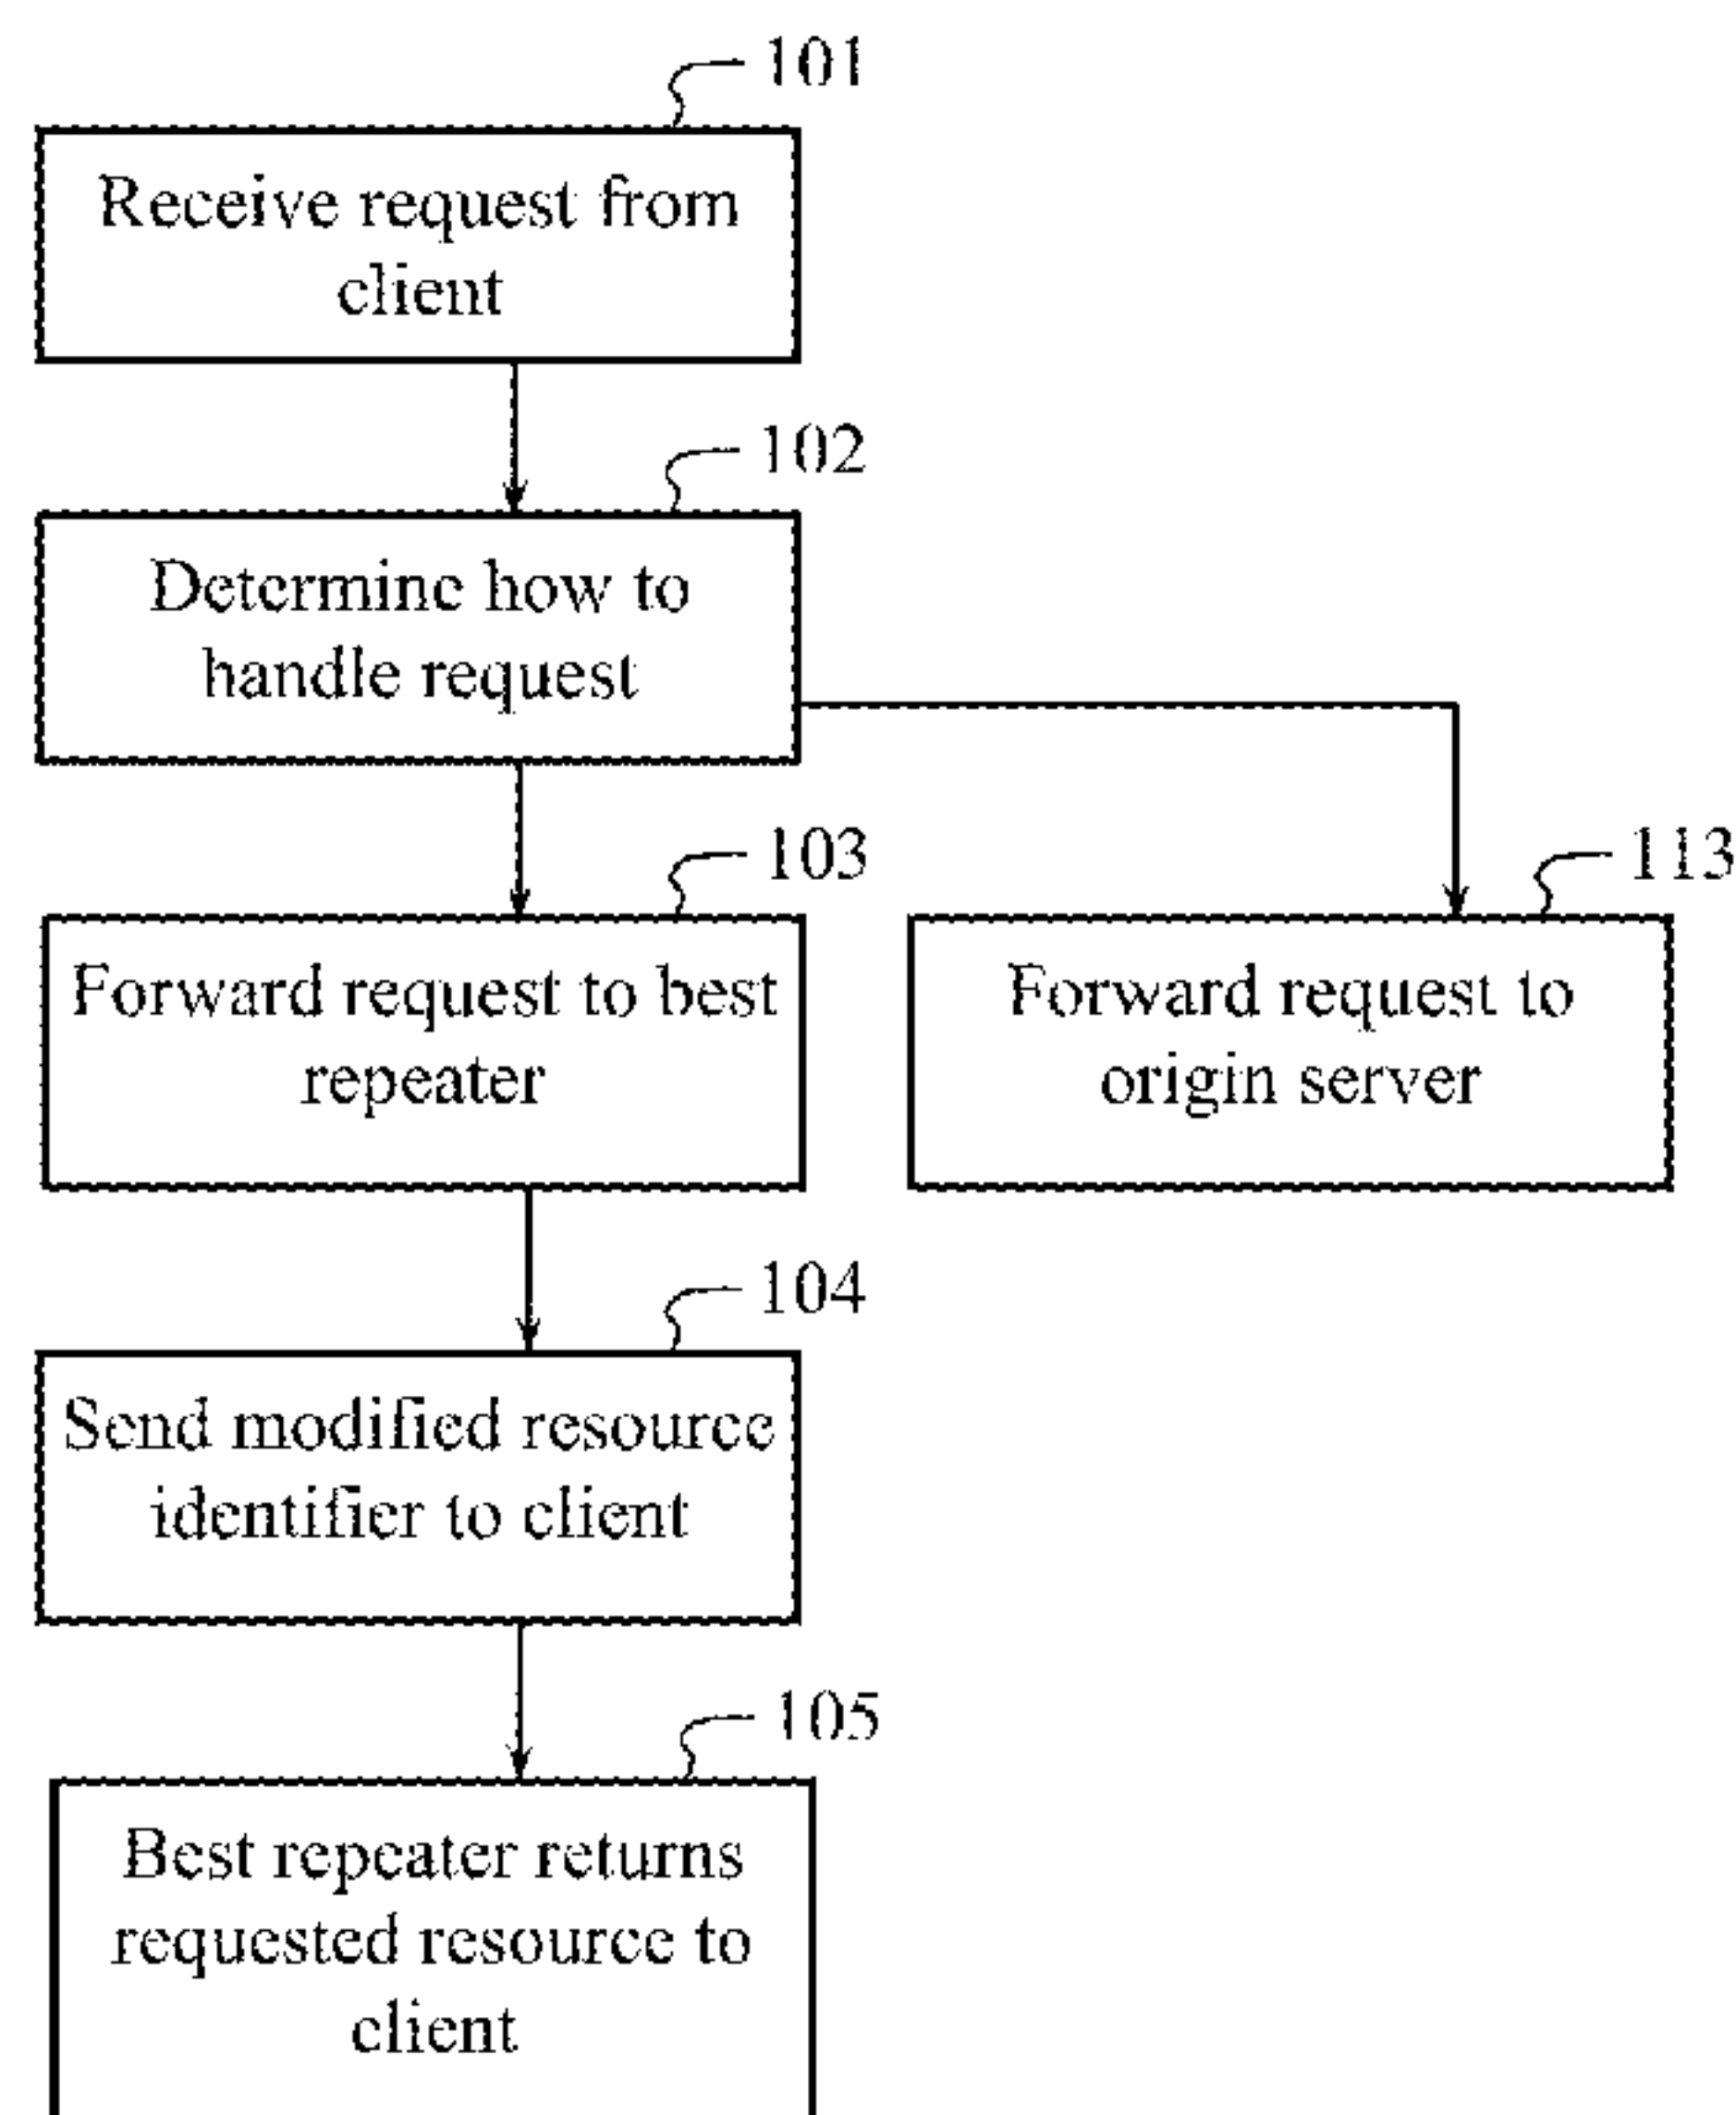 101
Receive request from
client
102
Determine how to
handle request
103
Forward request to best
repeater
113
Forward request to
origin server
104
Send modified resource
identifier to client
105
Best repeater returns
requested resource to
client